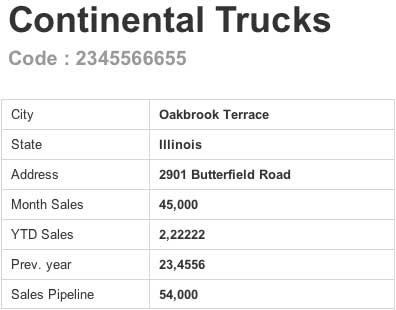 Continental Trucks
Code : 2345566655
City Oakbrook Terrace
State Illinois
Address 2901 Butterfield Road
Month Sales 45,000
YTD Sales 2,22222
Prev. year 23,4556
Sales Pipeline 54,000